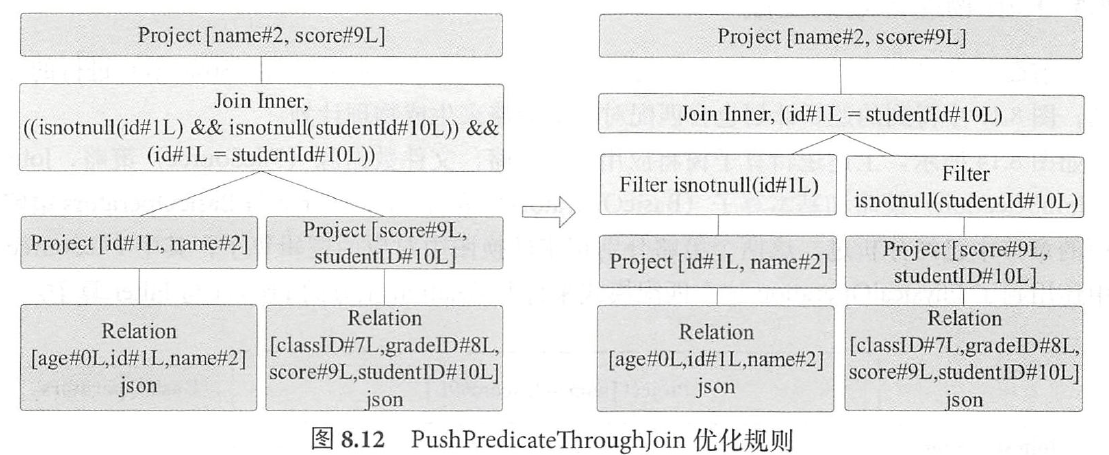 Project [name#2, score#9L]
Join Inner,
((isnotnull(id#1L) && isnotnull(studentId#10L)) &&
(id#1L = studentId#10L))
Project [id#1L, name#2]
Project [score#9L,
studentID#10L]
Relation
[age#0L,id#1L,name#2]
json
Relation
[classID#7L,gradeID#8L,
score#9L,studentID#10L]
json
Project [name#2, score#9L]
Join Inner, (id#1L = studentId#10L)
Filter isnotnull(id#1L)
Filter
isnotnull(studentId#10L)
Project [id#1L, name#2]
Project [score#9L,
studentID#10L]
Relation
[age#0L,id#1L,name#2]
json
Relation
[classID#7L,gradeID#8L,
score#9L,studentID#10L]
json
图 8.12 PushPredicateThroughJoin 优化规则